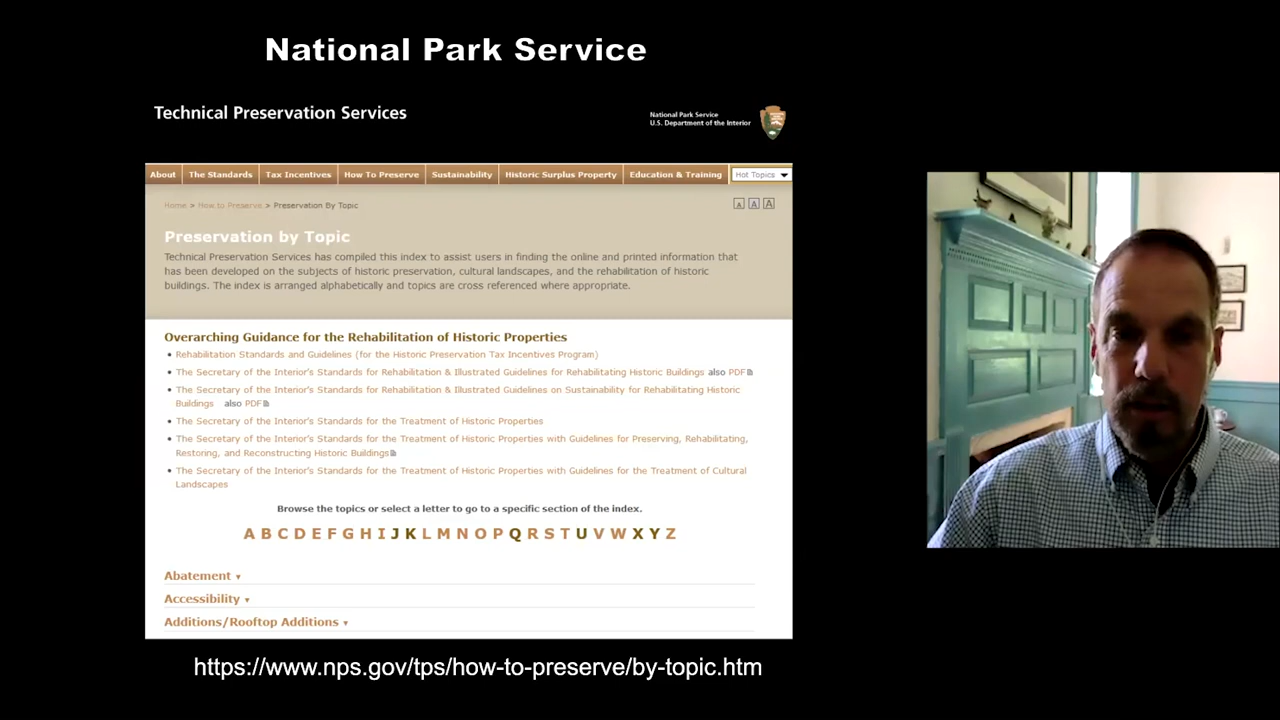 National Park Service
Technical Preservation Services
National Park Service
U.S. Department of the Interior
About The Standards Tax Incentives How To Preserve Sustainability Historic Surplus Property Education & Training Hot Topics
Home > How to Preserve > Preservation By Topic
A A A
Preservation by Topic
Technical Preservation Services has compiled this index to assist users in finding the online and printed information that
has been developed on the subjects of historic preservation, cultural landscapes, and the rehabilitation of historic
buildings. The index is arranged alphabetically and topics are cross referenced where appropriate.
Overarching Guidance for the Rehabilitation of Historic Properties
• Rehabilitation Standards and Guidelines (for the Historic Preservation Tax Incentives Program)
• The Secretary of the Interior's Standards for Rehabilitation & Illustrated Guidelines for Rehabilitating Historic Buildings also PDF
• The Secretary of the Interior's Standards for Rehabilitation & Illustrated Guidelines on Sustainability for Rehabilitating Historic
Buildings also PDF
• The Secretary of the Interior's Standards for the Treatment of Historic Properties
• The Secretary of the Interior's Standards for the Treatment of Historic Properties with Guidelines for Preserving, Rehabilitating,
Restoring, and Reconstructing Historic Buildings
• The Secretary of the Interior's Standards for the Treatment of Historic Properties with Guidelines for the Treatment of Cultural
Landscapes
Browse the topics or select a letter to go to a specific section of the index.
A B C D E F G H I J K L M N O P Q R S T U V W X Y Z
Abatement ▼
Accessibility ▼
Additions/Rooftop Additions ▼
https://www.nps.gov/tps/how-to-preserve/by-topic.htm